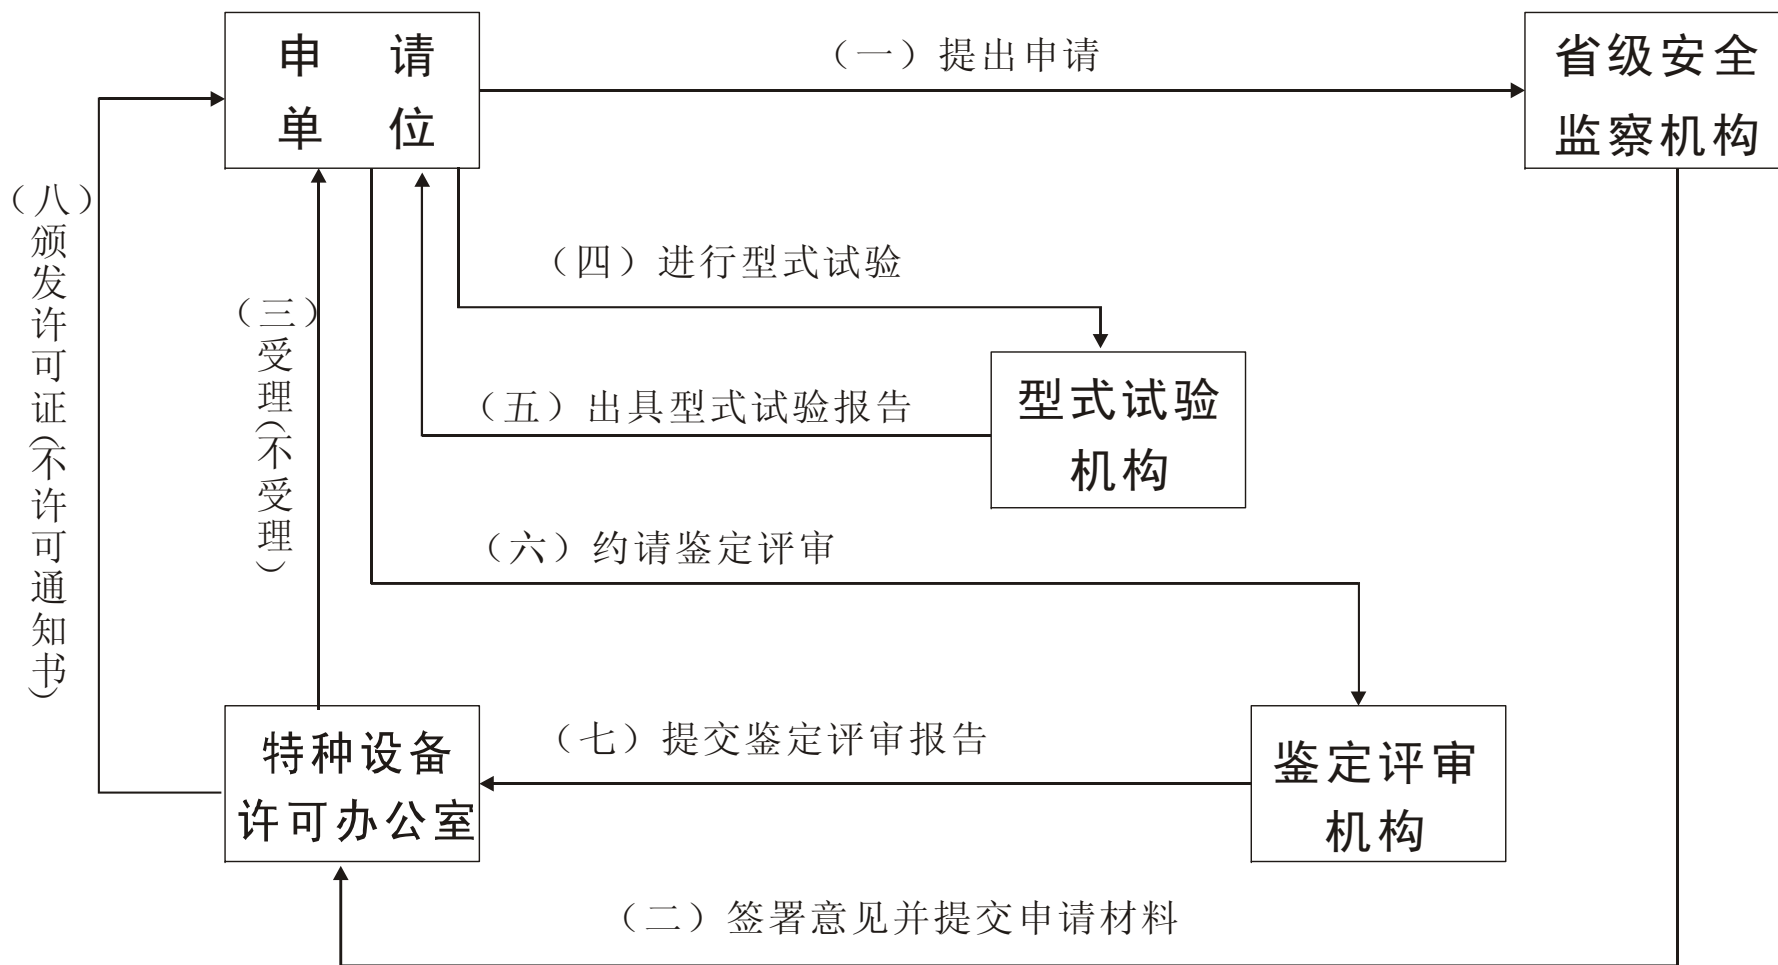 申 请
单 位
（一）提出申请
省级安全
监察机构
（八）颁发许可证(不许可通知书)
（三）受理(不受理)
（四）进行型式试验
型式试验
机构
（五）出具型式试验报告
（六）约请鉴定评审
特种设备
许可办公室
（七）提交鉴定评审报告
鉴定评审
机构
（二）签署意见并提交申请材料